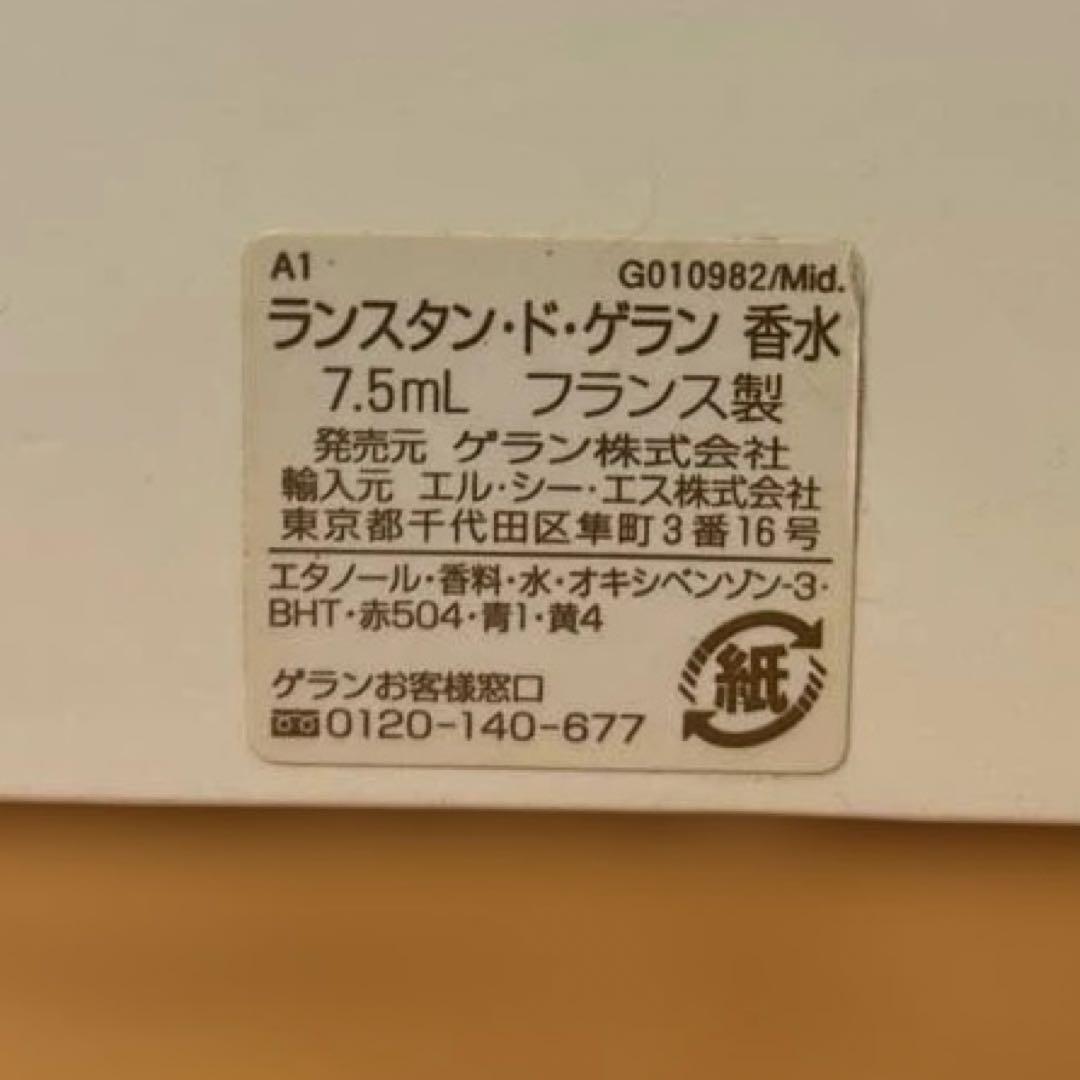 A1 G010982/Mid.
ランスタン・ド・ゲラン 香水
7.5mL フランス製
発売元 ゲラン株式会社
輸入元 エル・シー・エス株式会社
東京都千代田区隼町3番16号
エタノール・香料・水・オキシベンゾン-3・
BHT・赤504・青1・黄4
紙
ゲランお客様窓口
0120-140-677